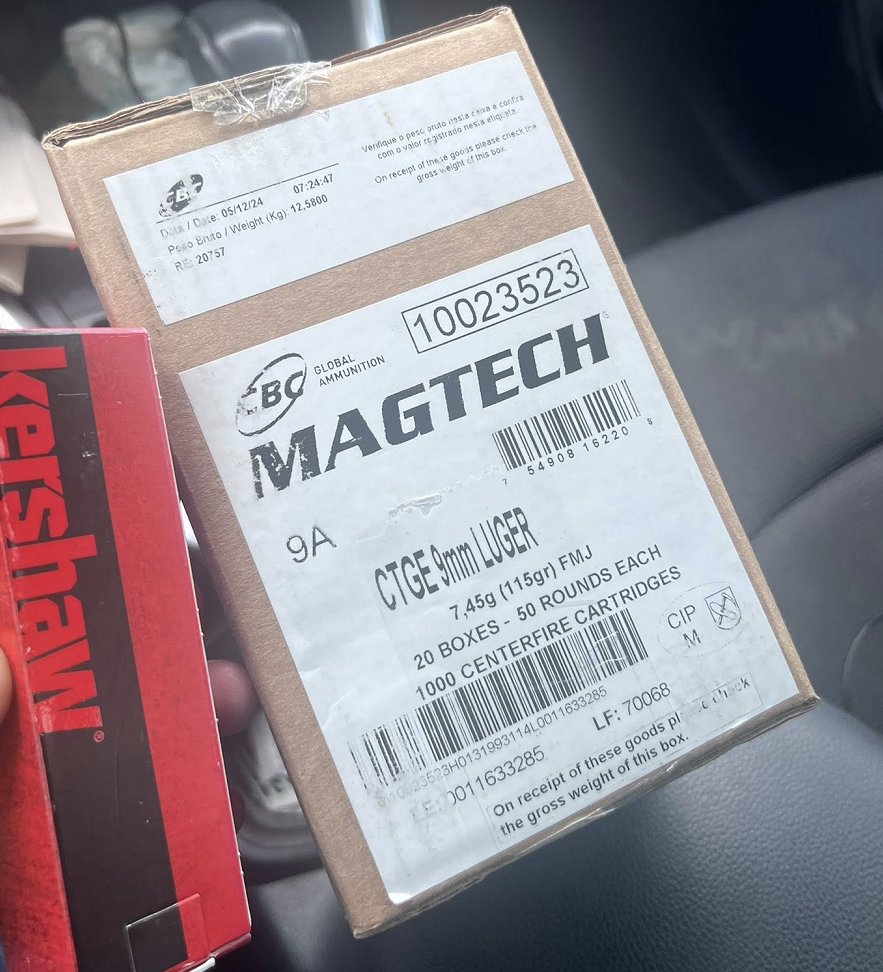 CBC
Data / Date: 05/12/24 07:24:47
Peso Bruto / Weight (Kg): 12.5800
RE: 20757
Verifique o peso bruto desta caixa e confira
com o valor registrado nesta etiqueta
On receipt of these goods please check the
gross weight of this box.
10023523
CBC GLOBAL
AMMUNITION
MAGTECH
7 54908 16220 8
9A
CTGE 9mm LUGER
7,45g (115gr) FMJ
20 BOXES - 50 ROUNDS EACH
1000 CENTERFIRE CARTRIDGES
CIP
M
LF: 70068
0011633285
On receipt of these goods please check
the gross weight of this box.
kershaw®